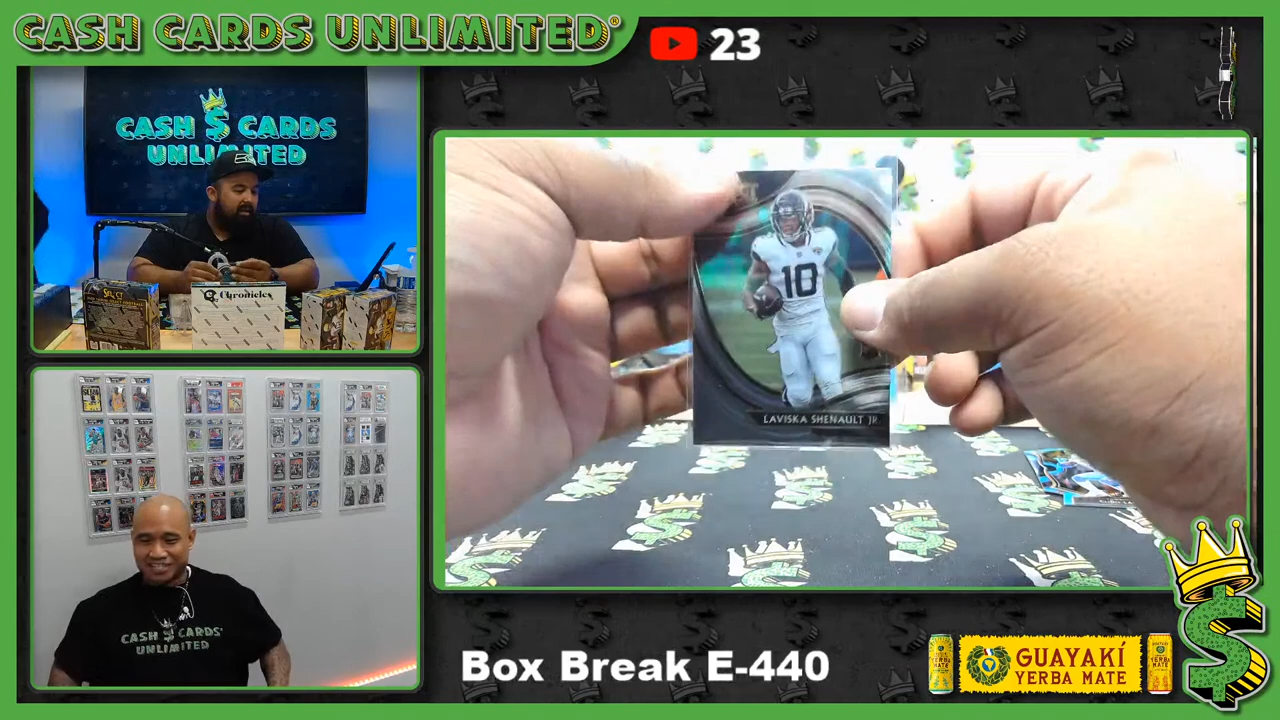 CASH CARDS UNLIMITED®
23
CASH $ CARDS
UNLIMITED
SELECT
Chronicles
10
LAVISKA SHENAULT JR.
CASH CARDS
UNLIMITED
Box Break E-440
GUAYAKÍ
YERBA MATE